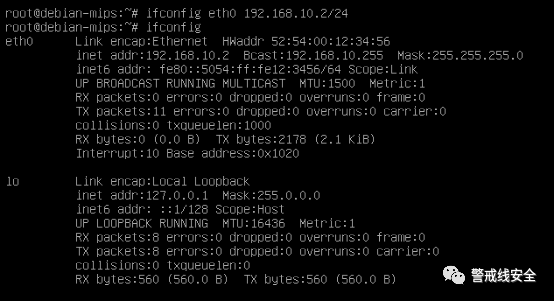 root@debian-mips:~# ifconfig eth0 192.168.10.2/24
root@debian-mips:~# ifconfig
eth0      Link encap:Ethernet  HWaddr 52:54:00:12:34:56
          inet addr:192.168.10.2  Bcast:192.168.10.255  Mask:255.255.255.0
          inet6 addr: fe80::5054:ff:fe12:3456/64 Scope:Link
          UP BROADCAST RUNNING MULTICAST  MTU:1500  Metric:1
          RX packets:0 errors:0 dropped:0 overruns:0 frame:0
          TX packets:11 errors:0 dropped:0 overruns:0 carrier:0
          collisions:0 txqueuelen:1000
          RX bytes:0 (0.0 B)  TX bytes:2178 (2.1 KiB)
          Interrupt:10 Base address:0x1020
lo        Link encap:Local Loopback
          inet addr:127.0.0.1  Mask:255.0.0.0
          inet6 addr: ::1/128 Scope:Host
          UP LOOPBACK RUNNING  MTU:16436  Metric:1
          RX packets:8 errors:0 dropped:0 overruns:0 frame:0
          TX packets:8 errors:0 dropped:0 overruns:0 carrier:0
          collisions:0 txqueuelen:0
          RX bytes:560 (560.0 B)  TX bytes:560 (560.0 B)
警戒线安全